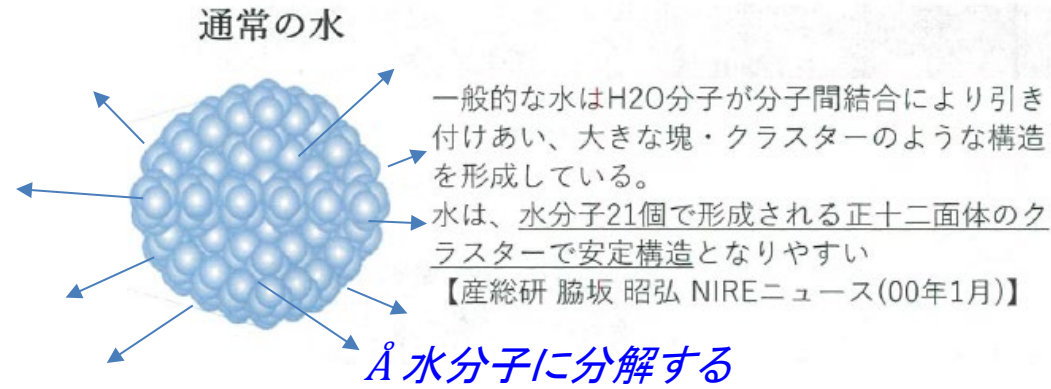 通常の水
一般的な水はH2O分子が分子間結合により引き
付けあい、大きな塊・クラスターのような構造
を形成している。
水は、水分子21個で形成される正十二面体のク
ラスターで安定構造となりやすい
【産総研 脇坂 昭弘 NIREニュース(00年1月)】
Å 水分子に分解する